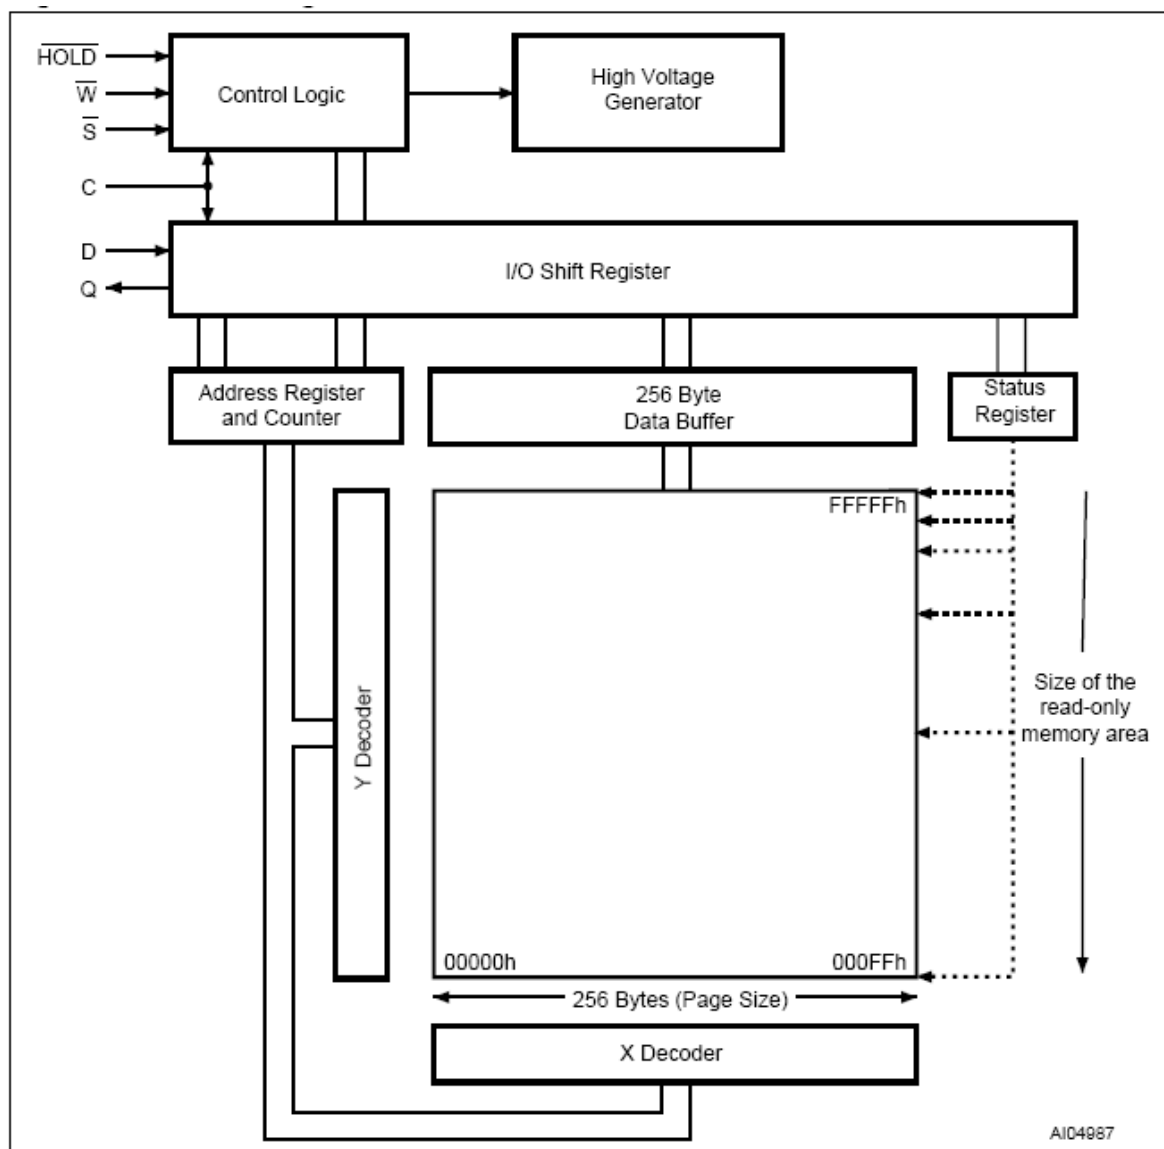 HOLD
W
S
C
D
Q
Control Logic
High Voltage
Generator
I/O Shift Register
Address Register
and Counter
256 Byte
Data Buffer
Status
Register
FFFFFh
Y Decoder
Size of the
read-only
memory area
00000h
000FFh
256 Bytes (Page Size)
X Decoder
AI04987